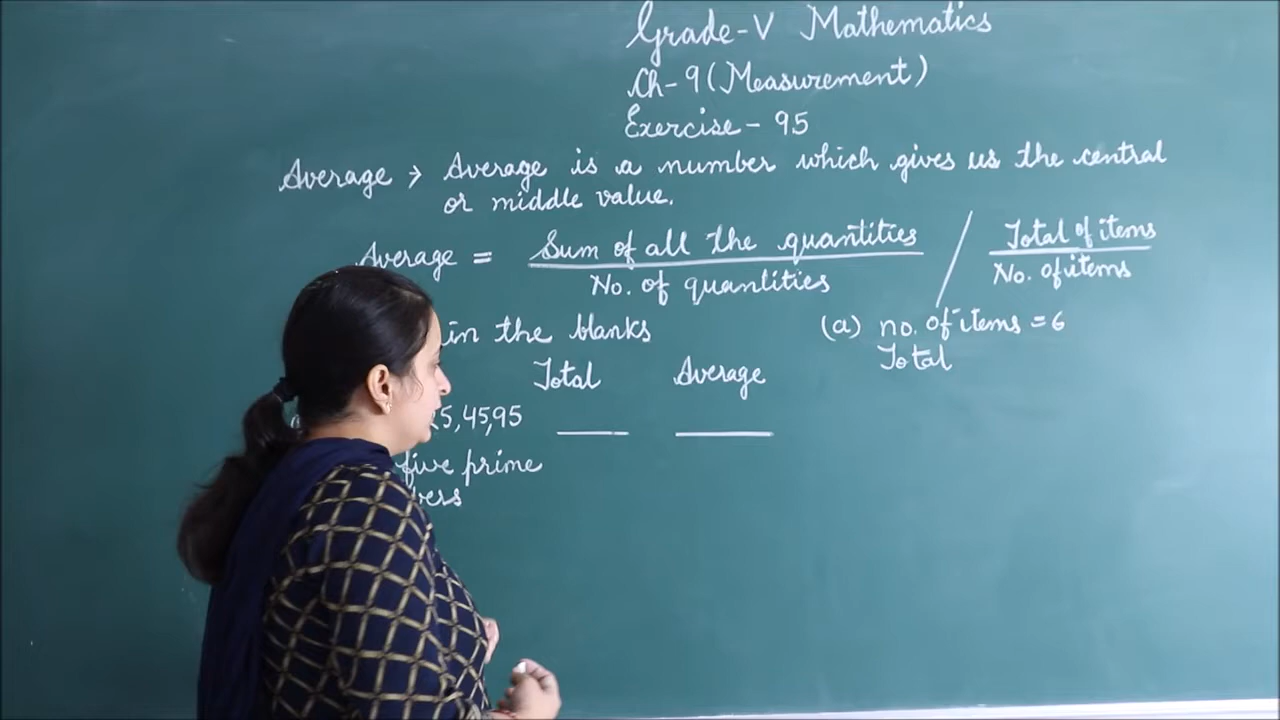 Grade-V Mathematics
Ch-9 (Measurement)
Exercise - 9.5
Average → Average is a number which gives us the central
or middle value.
Average = Sum of all the quantities / Total of items
No. of quantities No. of items
in the blanks
(a) no. of items = 6
Total
Total Average
5,45,95
five prime